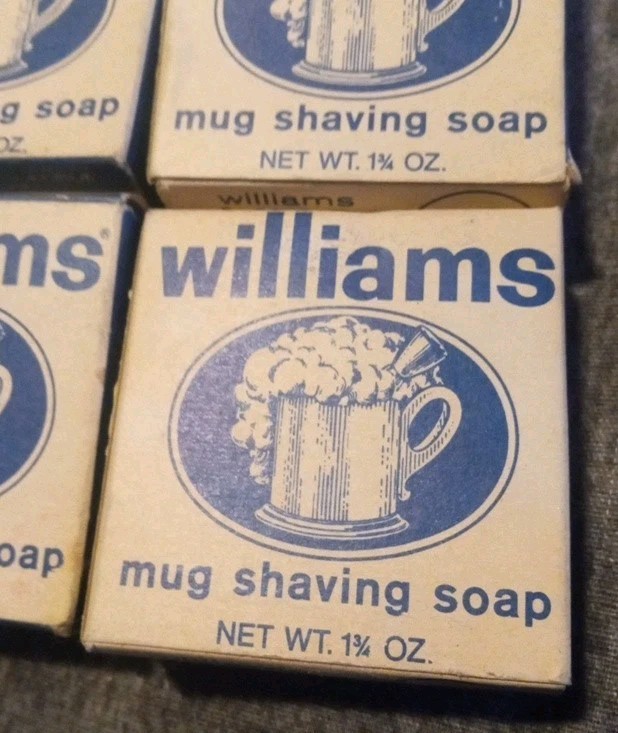 g soap
OZ.
mug shaving soap
NET WT. 1¾ OZ.
williams
ms®
williams
oap
mug shaving soap
NET WT. 1¾ OZ.